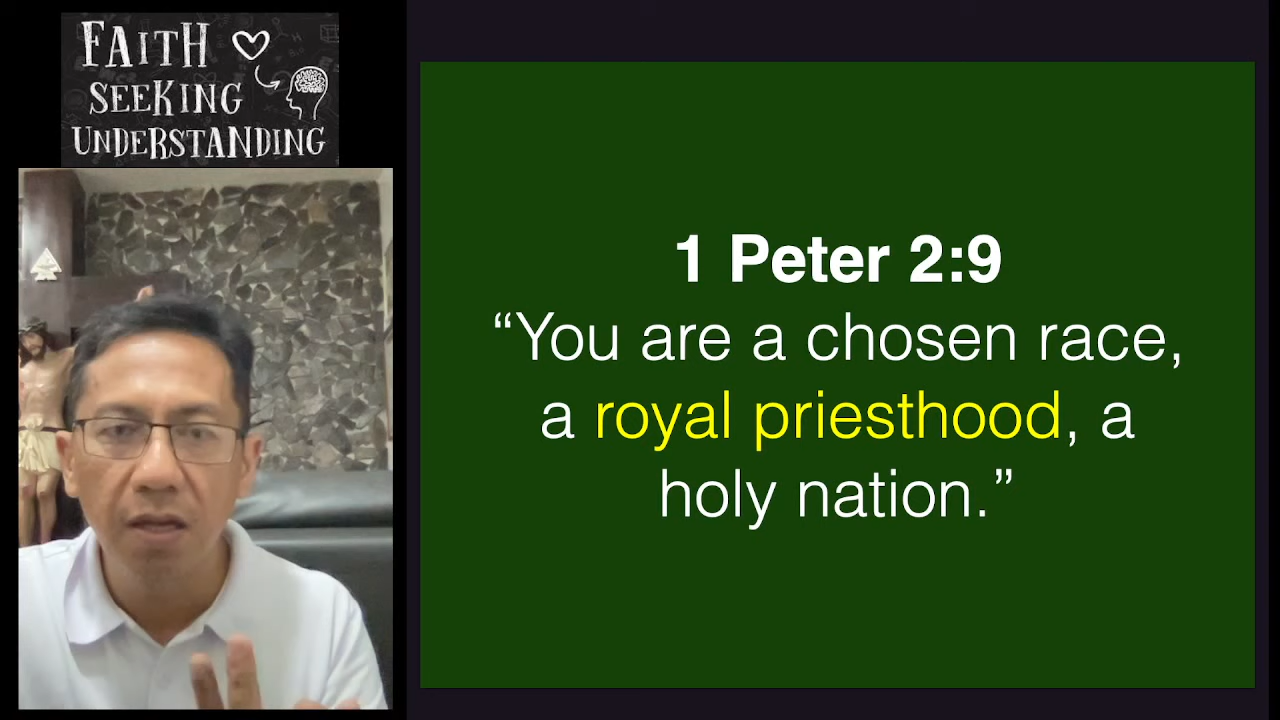 FAITH
SEEKING
UNDERSTANDING
1 Peter 2:9
“You are a chosen race,
a royal priesthood, a
holy nation.”